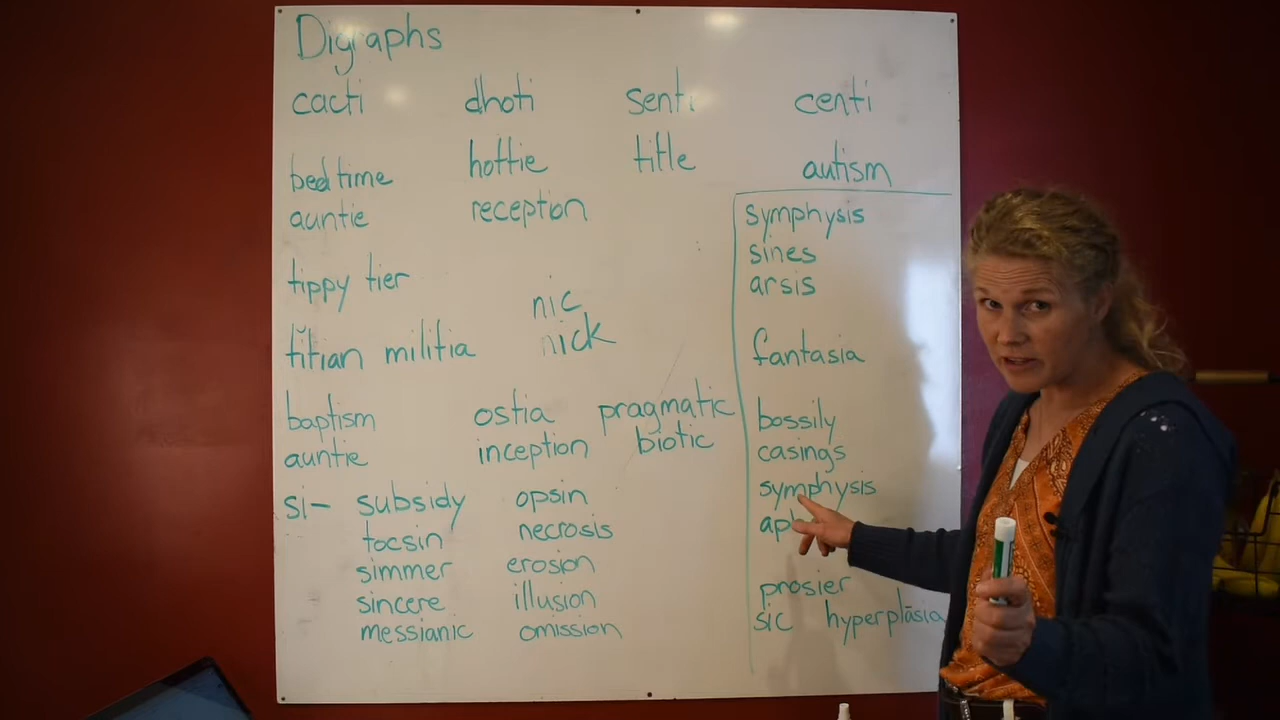 Digraphs
cacti dhoti senti centi
bedtime hottie title autism
auntie reception
tippy tier
nic
nick
titian militia
baptism ostia pragmatic
auntie inception biotic
si- subsidy opsin
tocsin necrosis
simmer erosion
sincere illusion
messianic omission
symphysis
sines
arsis
fantasia
bossily
casings
symphysis
prosier
sic hyperplāsia